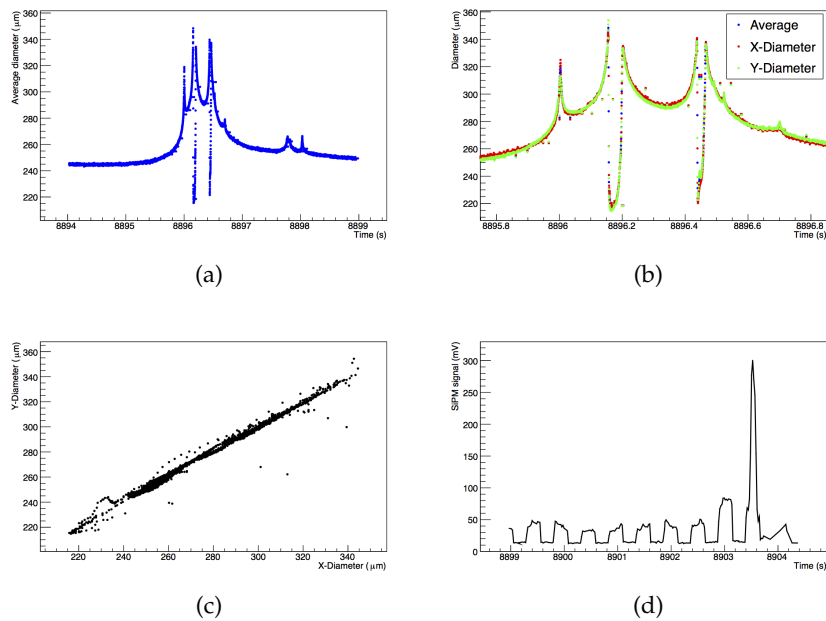 Average diameter (μm)
360
340
320
300
280
260
240
220
8894 8895 8896 8897 8898 8899
Time (s)
(a)
Diameter (μm)
360
340
320
300
280
260
240
220
Average
X-Diameter
Y-Diameter
8895.8 8896 8896.2 8896.4 8896.6 8896.8
Time (s)
(b)
Y-Diameter (μm)
360
340
320
300
280
260
240
220
220 240 260 280 300 320 340
X-Diameter (μm)
(c)
SiPM signal (mV)
300
250
200
150
100
50
0
8899 8900 8901 8902 8903 8904
Time (s)
(d)